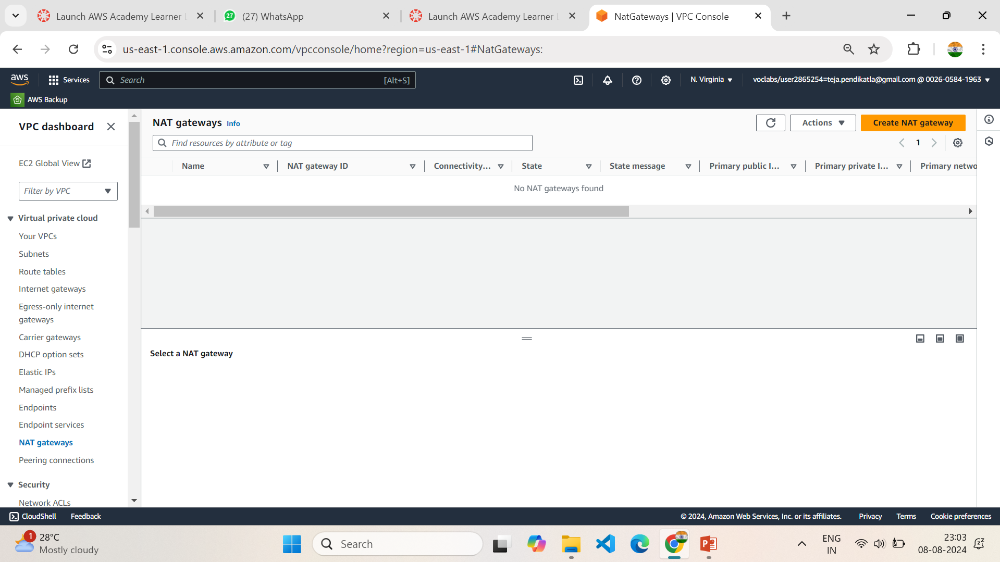 Launch AWS Academy Learner
(27) WhatsApp
Launch AWS Academy Learner
NatGateways | VPC Console
us-east-1.console.aws.amazon.com/vpcconsole/home?region=us-east-1#NatGateways:
aws
Services
Search
[Alt+S]
N. Virginia
voclabs/user2865254=teja.pendikatla@gmail.com @ 0026-0584-1963
AWS Backup
VPC dashboard
EC2 Global View
Filter by VPC
Virtual private cloud
Your VPCs
Subnets
Route tables
Internet gateways
Egress-only internet
gateways
Carrier gateways
DHCP option sets
Elastic IPs
Managed prefix lists
Endpoints
Endpoint services
NAT gateways
Peering connections
Security
Network ACLs
NAT gateways Info
Actions
Create NAT gateway
Find resources by attribute or tag
1
Name
NAT gateway ID
Connectivity...
State
State message
Primary public I...
Primary private I...
Primary netwo
No NAT gateways found
Select a NAT gateway
CloudShell
Feedback
© 2024, Amazon Web Services, Inc. or its affiliates.
Privacy
Terms
Cookie preferences
1
28°C
Mostly cloudy
Search
ENG
IN
23:03
08-08-2024